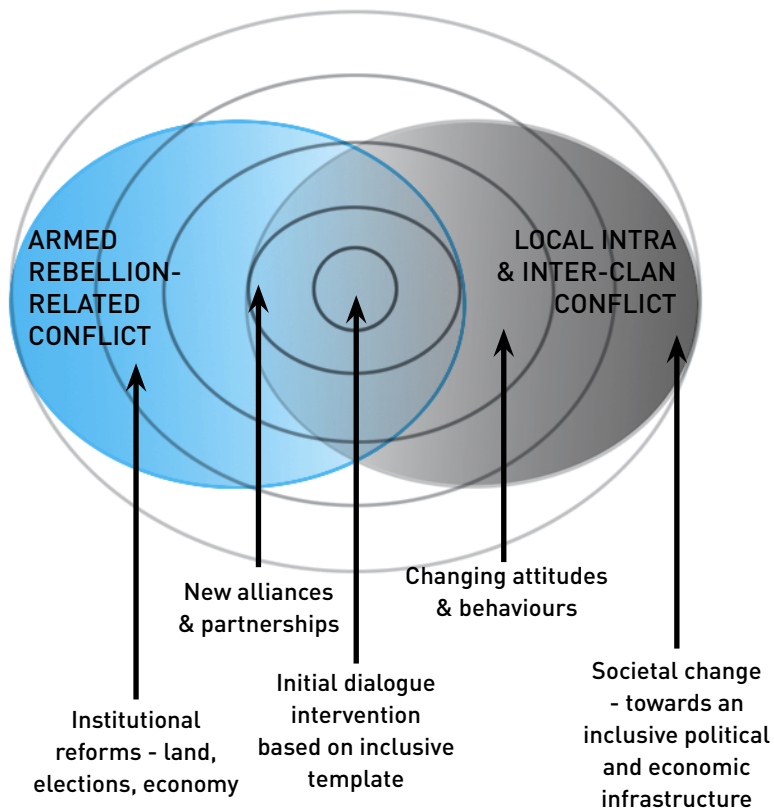 ARMED
REBELLION-
RELATED
CONFLICT
LOCAL INTRA
& INTER-CLAN
CONFLICT
New alliances
& partnerships
Changing attitudes
& behaviours
Institutional
reforms - land,
elections, economy
Initial dialogue
intervention
based on inclusive
template
Societal change
- towards an
inclusive political
and economic
infrastructure